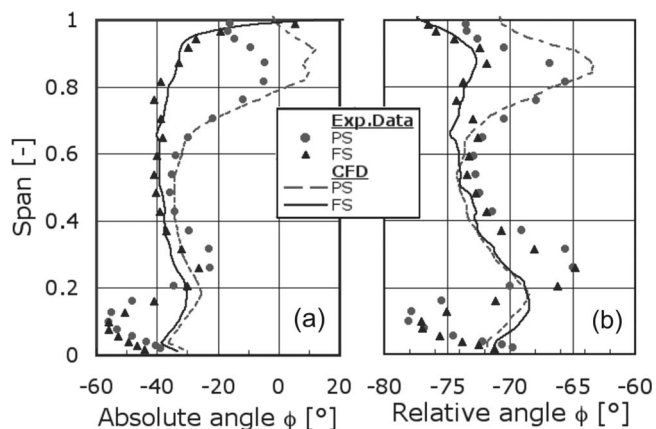 1
0.8
0.6
0.4
0.2
0
Span [-]
Exp.Data
PS
FS
CFD
PS
FS
(a)
(b)
-60 -40 -20 0 20
-80 -75 -70 -65 -60
Absolute angle ϕ [°]
Relative angle ϕ [°]